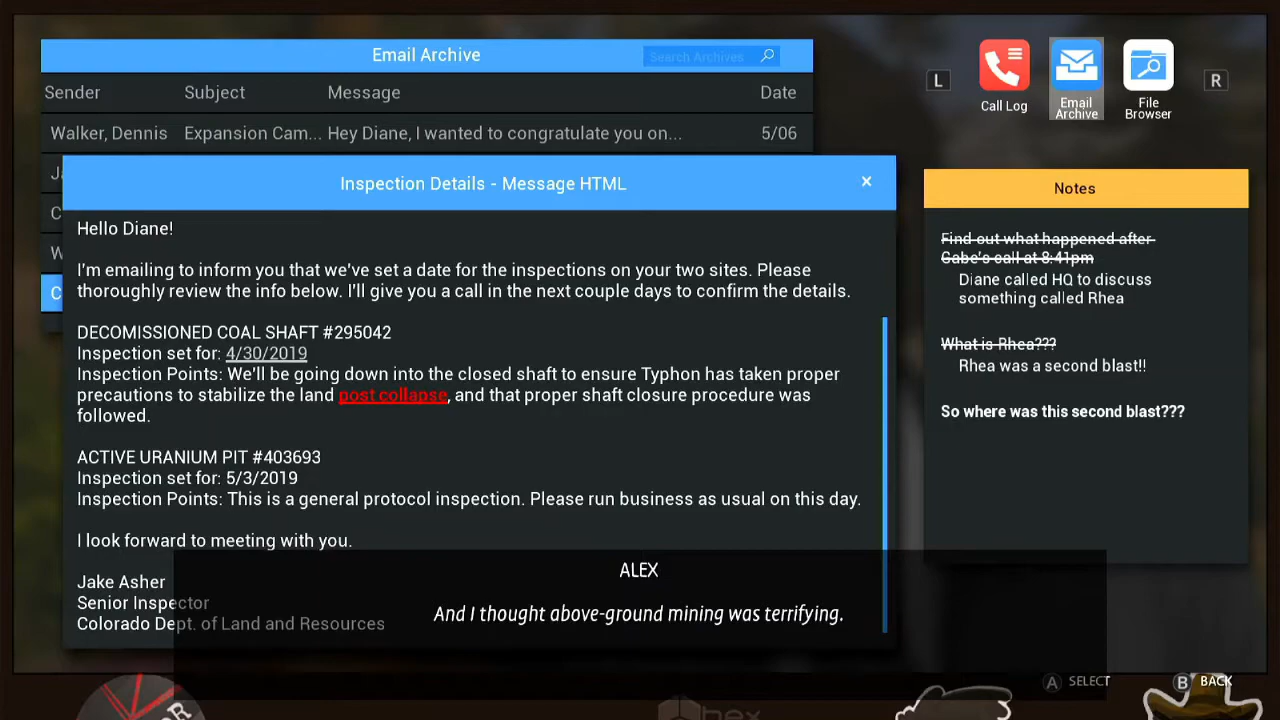 Email Archive
Search Archives
Sender Subject Message Date
Walker, Dennis Expansion Cam... Hey Diane, I wanted to congratulate you on... 5/06
L
Call Log
Email Archive
File Browser
R
Inspection Details - Message HTML
×
Hello Diane!
I'm emailing to inform you that we've set a date for the inspections on your two sites. Please
thoroughly review the info below. I'll give you a call in the next couple days to confirm the details.
DECOMISSIONED COAL SHAFT #295042
Inspection set for: 4/30/2019
Inspection Points: We'll be going down into the closed shaft to ensure Typhon has taken proper
precautions to stabilize the land post collapse, and that proper shaft closure procedure was
followed.
ACTIVE URANIUM PIT #403693
Inspection set for: 5/3/2019
Inspection Points: This is a general protocol inspection. Please run business as usual on this day.
I look forward to meeting with you.
Jake Asher
Senior Inspector
Colorado Dept. of Land and Resources
Notes
Find out what happened after
Gabe's call at 8:41pm
Diane called HQ to discuss
something called Rhea
What is Rhea???
Rhea was a second blast!!
So where was this second blast???
ALEX
And I thought above-ground mining was terrifying.
A SELECT B BACK
hex